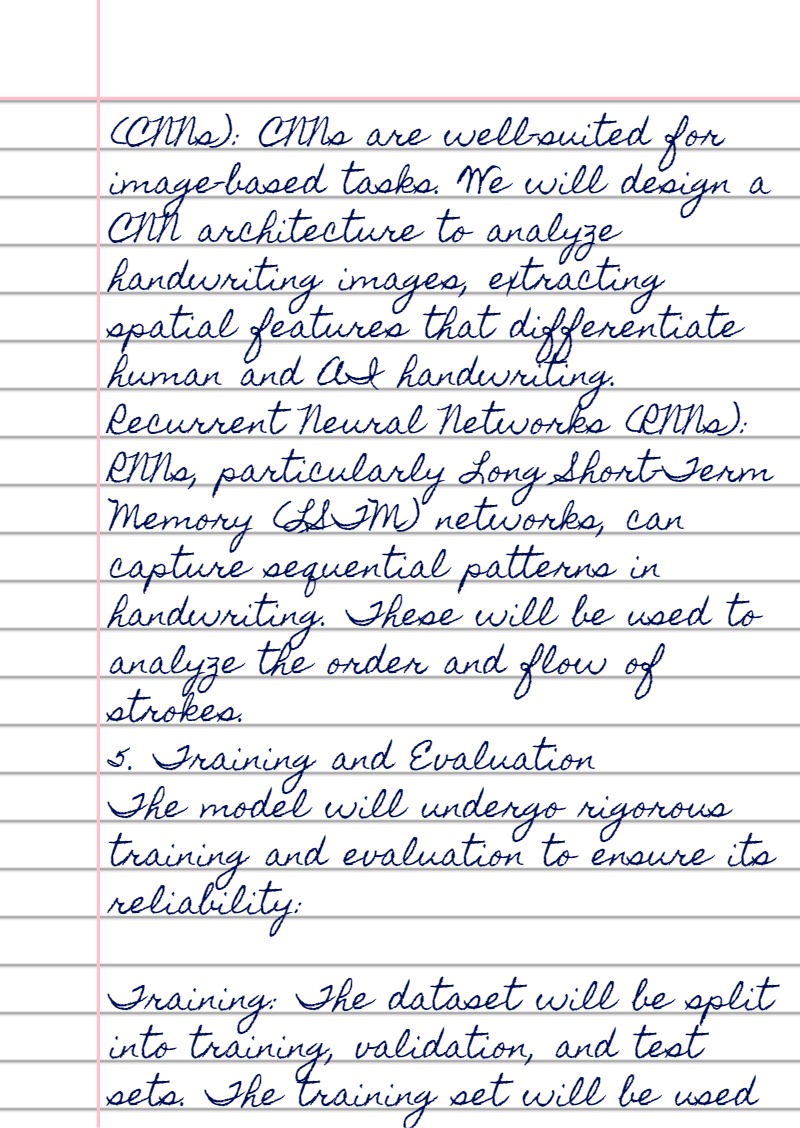 (CNNs): CNNs are well-suited for
image-based tasks. We will design a
CNN architecture to analyze
handwriting images, extracting
spatial features that differentiate
human and AI handwriting.
Recurrent Neural Networks (RNNs):
RNNs, particularly Long Short-Term
Memory (LSTM) networks, can
capture sequential patterns in
handwriting. These will be used to
analyze the order and flow of
strokes.
5. Training and Evaluation
The model will undergo rigorous
training and evaluation to ensure its
reliability:
Training: The dataset will be split
into training, validation, and test
sets. The training set will be used